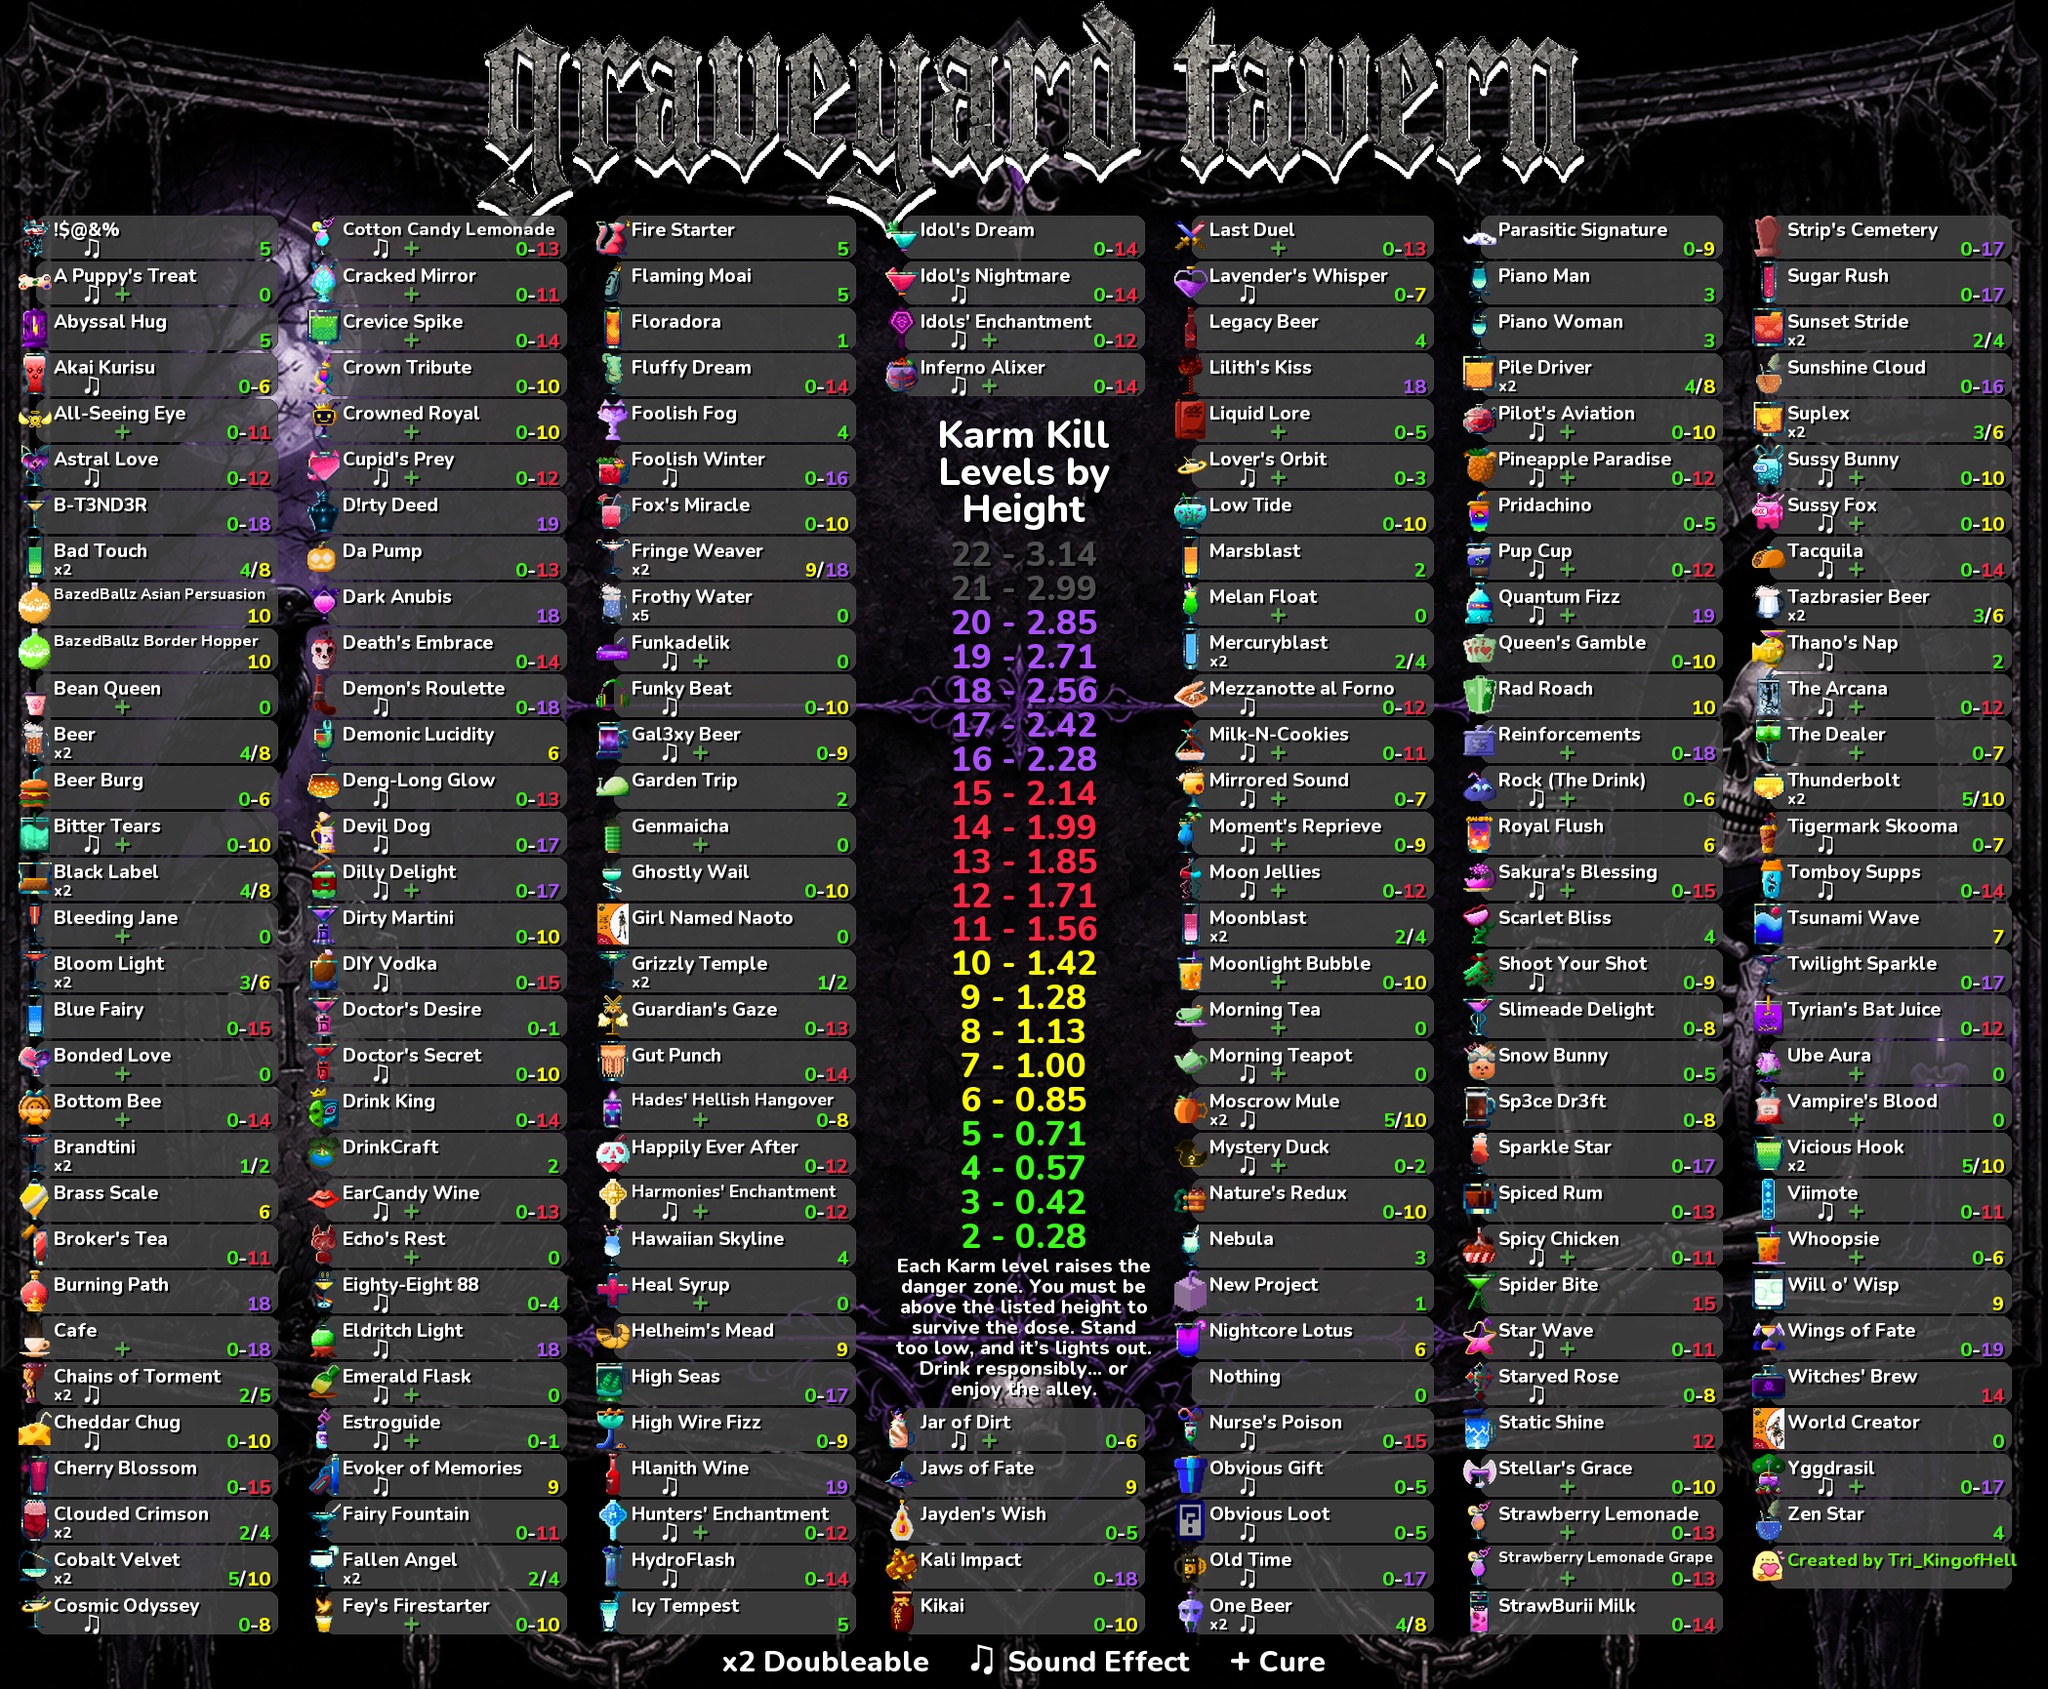 graveyard tavern
!$@&%
♫ 5
A Puppy's Treat
♫ + 0
Abyssal Hug
5
Akai Kurisu
♫ 0-6
All-Seeing Eye
+ 0-11
Astral Love
♫ 0-12
B-T3ND3R
0-18
Bad Touch
x2 4/8
BazedBallz Asian Persuasion
10
BazedBallz Border Hopper
10
Bean Queen
+ 0
Beer
x2 4/8
Beer Burg
0-6
Bitter Tears
♫ + 0-10
Black Label
x2 4/8
Bleeding Jane
+ 0
Bloom Light
x2 3/6
Blue Fairy
0-15
Bonded Love
+ 0
Bottom Bee
+ 0-14
Brandtini
x2 1/2
Brass Scale
6
Broker's Tea
0-11
Burning Path
18
Cafe
+ 0-18
Chains of Torment
x2 ♫ 2/5
Cheddar Chug
♫ 0-10
Cherry Blossom
0-15
Clouded Crimson
x2 2/4
Cobalt Velvet
x2 5/10
Cosmic Odyssey
♫ 0-8
Cotton Candy Lemonade
♫ + 0-13
Cracked Mirror
+ 0-11
Crevice Spike
+ 0-14
Crown Tribute
0-10
Crowned Royal
+ 0-10
Cupid's Prey
♫ + 0-12
D!rty Deed
19
Da Pump
0-13
Dark Anubis
18
Death's Embrace
0-14
Demon's Roulette
♫ 0-18
Demonic Lucidity
6
Deng-Long Glow
♫ 0-13
Devil Dog
♫ 0-17
Dilly Delight
♫ + 0-17
Dirty Martini
0-10
DIY Vodka
♫ 0-15
Doctor's Desire
0-1
Doctor's Secret
♫ 0-10
Drink King
0-14
DrinkCraft
2
EarCandy Wine
♫ + 0-13
Echo's Rest
+ 0
Eighty-Eight 88
♫ 0-4
Eldritch Light
♫ 18
Emerald Flask
♫ + 0
Estroguide
♫ + 0-1
Evoker of Memories
♫ 9
Fairy Fountain
0-11
Fallen Angel
x2 2/4
Fey's Firestarter
+ 0-10
Fire Starter
5
Flaming Moai
5
Floradora
1
Fluffy Dream
0-14
Foolish Fog
4
Foolish Winter
♫ 0-16
Fox's Miracle
0-10
Fringe Weaver
x2 9/18
Frothy Water
x5 0
Funkadelik
♫ + 0
Funky Beat
♫ 0-10
Gal3xy Beer
♫ + 0-9
Garden Trip
2
Genmaicha
+ 0
Ghostly Wail
0-10
Girl Named Naoto
0
Grizzly Temple
x2 1/2
Guardian's Gaze
0-13
Gut Punch
0-14
Hades' Hellish Hangover
+ 0-8
Happily Ever After
0-12
Harmonies' Enchantment
♫ + 0-12
Hawaiian Skyline
4
Heal Syrup
+ 0
Helheim's Mead
9
High Seas
0-17
High Wire Fizz
0-9
Hlanith Wine
19
Hunters' Enchantment
♫ + 0-12
HydroFlash
♫ 0-14
Icy Tempest
5
Idol's Dream
0-14
Idol's Nightmare
♫ 0-14
Idols' Enchantment
♫ + 0-12
Inferno Alixer
♫ + 0-14
Karm Kill
Levels by
Height
22 - 3.14
21 - 2.99
20 - 2.85
19 - 2.71
18 - 2.56
17 - 2.42
16 - 2.28
15 - 2.14
14 - 1.99
13 - 1.85
12 - 1.71
11 - 1.56
10 - 1.42
9 - 1.28
8 - 1.13
7 - 1.00
6 - 0.85
5 - 0.71
4 - 0.57
3 - 0.42
2 - 0.28
Each Karm level raises the
danger zone. You must be
above the listed height to
survive the dose. Stand
too low, and it's lights out.
Drink responsibly... or
enjoy the alley.
Jar of Dirt
♫ + 0-6
Jaws of Fate
9
Jayden's Wish
0-5
Kali Impact
0-18
Kikai
0-10
Last Duel
+ 0-13
Lavender's Whisper
♫ 0-7
Legacy Beer
4
Lilith's Kiss
18
Liquid Lore
+ 0-5
Lover's Orbit
♫ + 0-3
Low Tide
0-10
Marsblast
2
Melan Float
+ 0
Mercuryblast
x2 2/4
Mezzanotte al Forno
♫ 0-12
Milk-N-Cookies
♫ + 0-11
Mirrored Sound
♫ + 0-7
Moment's Reprieve
♫ + 0-9
Moon Jellies
♫ + 0-12
Moonblast
x2 2/4
Moonlight Bubble
+ 0-10
Morning Tea
+ 0
Morning Teapot
♫ + 0
Moscrow Mule
x2 ♫ 5/10
Mystery Duck
♫ + 0-2
Nature's Redux
0-10
Nebula
3
New Project
1
Nightcore Lotus
6
Nothing
0
Nurse's Poison
♫ 0-15
Obvious Gift
♫ 0-5
Obvious Loot
♫ 0-5
Old Time
♫ 0-17
One Beer
x2 ♫ 4/8
Parasitic Signature
0-9
Piano Man
3
Piano Woman
3
Pile Driver
x2 4/8
Pilot's Aviation
♫ + 0-10
Pineapple Paradise
♫ + 0-12
Pridachino
0-5
Pup Cup
♫ + 0-12
Quantum Fizz
♫ + 19
Queen's Gamble
0-10
Rad Roach
10
Reinforcements
+ 0-18
Rock (The Drink)
♫ + 0-6
Royal Flush
6
Sakura's Blessing
♫ + 0-15
Scarlet Bliss
4
Shoot Your Shot
♫ 0-9
Slimeade Delight
0-8
Snow Bunny
0-5
Sp3ce Dr3ft
0-8
Sparkle Star
0-17
Spiced Rum
0-13
Spicy Chicken
♫ + 0-11
Spider Bite
15
Star Wave
♫ + 0-11
Starved Rose
♫ 0-8
Static Shine
12
Stellar's Grace
+ 0-10
Strawberry Lemonade
+ 0-13
Strawberry Lemonade Grape
+ 0-13
StrawBurii Milk
0-14
Strip's Cemetery
0-17
Sugar Rush
0-17
Sunset Stride
x2 2/4
Sunshine Cloud
0-16
Suplex
x2 3/6
Sussy Bunny
♫ + 0-10
Sussy Fox
♫ + 0-10
Tacquila
♫ + 0-14
Tazbrasier Beer
x2 3/6
Thano's Nap
♫ 2
The Arcana
♫ + 0-12
The Dealer
+ 0-7
Thunderbolt
x2 5/10
Tigermark Skooma
♫ 0-7
Tomboy Supps
♫ 0-14
Tsunami Wave
7
Twilight Sparkle
0-17
Tyrian's Bat Juice
0-12
Ube Aura
+ 0
Vampire's Blood
+ 0
Vicious Hook
x2 5/10
Viimote
♫ + 0-11
Whoopsie
+ 0-6
Will o' Wisp
9
Wings of Fate
0-19
Witches' Brew
14
World Creator
0
Yggdrasil
♫ + 0-17
Zen Star
4
Created by Tri_KingofHell
x2 Doubleable ♫ Sound Effect + Cure